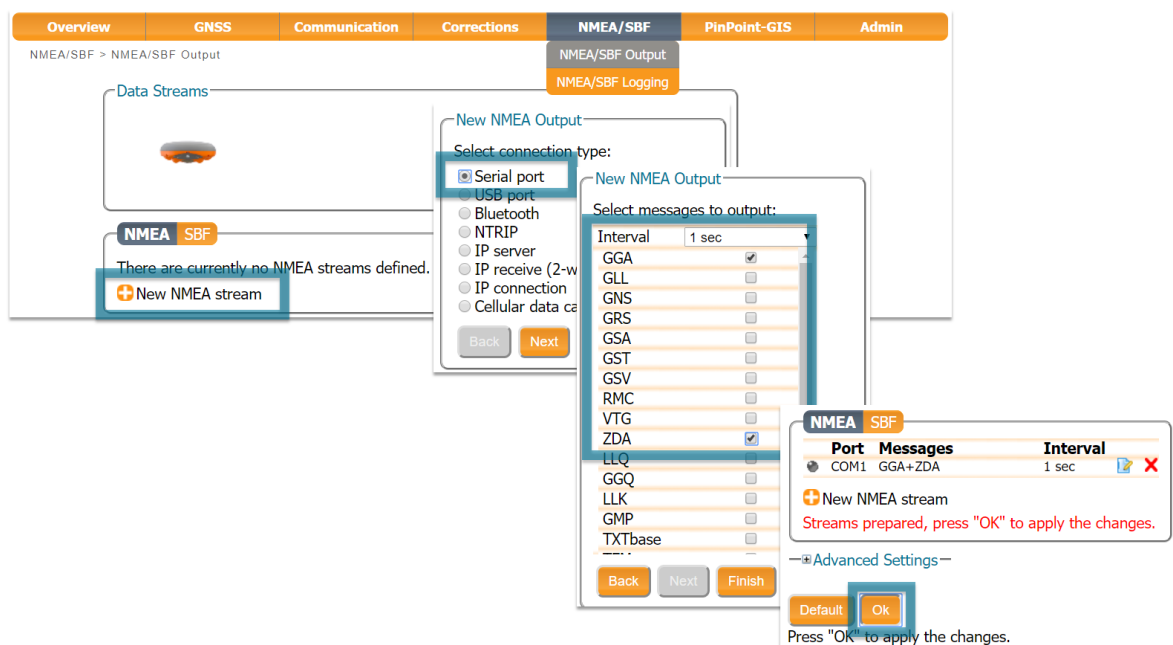 Overview GNSS Communication Corrections NMEA/SBF PinPoint-GIS Admin
NMEA/SBF > NMEA/SBF Output
NMEA/SBF Output
NMEA/SBF Logging
Data Streams
NMEA SBF
There are currently no NMEA streams defined.
New NMEA stream
New NMEA Output
Select connection type:
Serial port
USB port
Bluetooth
NTRIP
IP server
IP receive (2-w
IP connection
Cellular data ca
Back Next
New NMEA Output
Select messages to output:
Interval 1 sec
GGA
GLL
GNS
GRS
GSA
GST
GSV
RMC
VTG
ZDA
LLQ
GGQ
LLK
GMP
TXTbase
Back Next Finish
NMEA SBF
Port Messages Interval
COM1 GGA+ZDA 1 sec
New NMEA stream
Streams prepared, press "OK" to apply the changes.
Advanced Settings
Default Ok
Press "OK" to apply the changes.